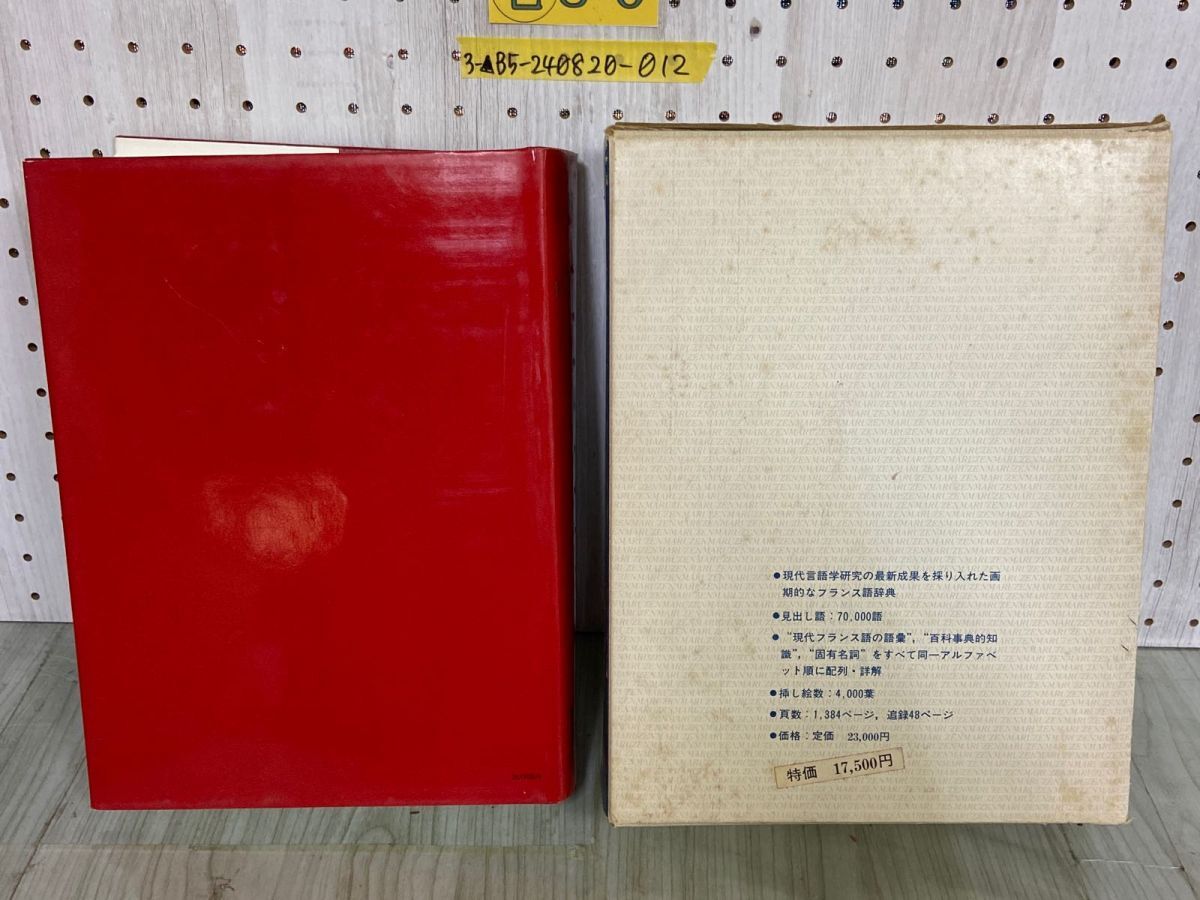 3-▲B5-240820-012
●現代言語学研究の最新成果を採り入れた画
期的なフランス語辞典
●見出し語：70,000語
●“現代フランス語の語彙”，“百科事典的知
識”，“固有名詞”をすべて同一アルファベ
ット順に配列・詳解
●挿し絵数：4,000葉
●頁数：1,384ページ，追録48ページ
●価格：定価 23,000円
特価 17,500円